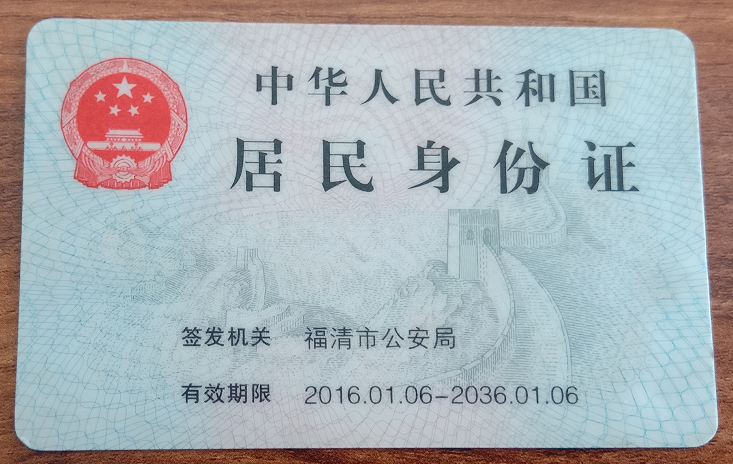 中华人民共和国
居民身份证
签发机关 福清市公安局
有效期限 2016.01.06-2036.01.06